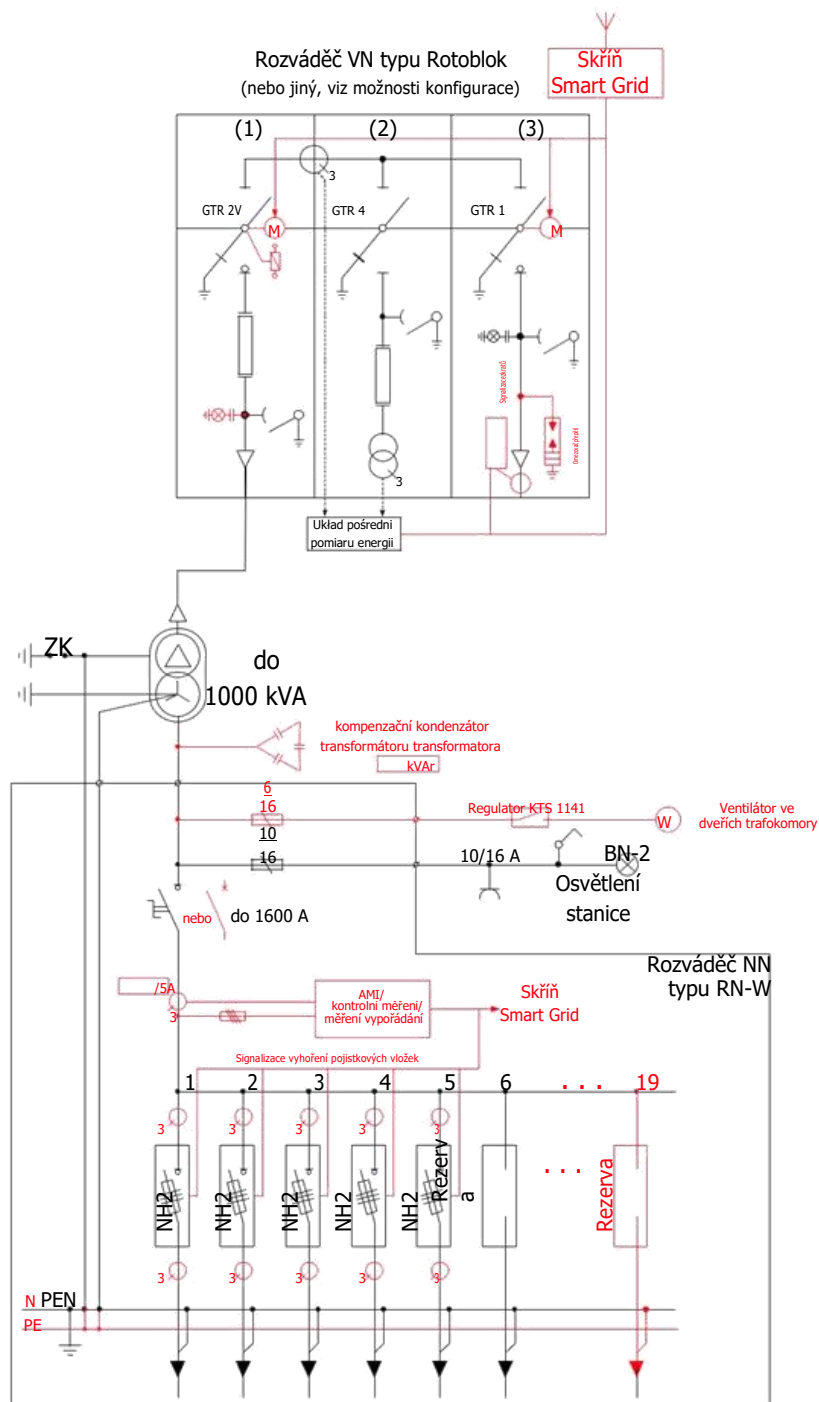 Rozváděč VN typu Rotoblok
(nebo jiný, viz možnosti konfigurace)
Skříň
Smart Grid
(1)
(2)
(3)
3
GTR 2V
GTR 4
GTR 1
M
M
Signalizace zkratů
Omezovač přepětí
3
Układ pośredni
pomiaru energii
ZK
do
1000 kVA
kompenzační kondenzátor
transformátoru transformatora
kVAr
6
16
Regulator KTS 1141
W
Ventilátor ve
dveřích trafokomory
10
16
10/16 A
BN-2
Osvětlení
stanice
nebo
do 1600 A
Rozváděč NN
typu RN-W
/5A
3
AMI/
kontrolní měřeni/
měření vypořádání
Skříň
Smart Grid
Signalizace vyhoření pojistkových vložek
1
2
3
4
5
6
. . .
19
3
3
3
3
3
NH2
NH2
NH2
NH2
NH2
Rezerv
a
. . .
Rezerva
3
3
3
3
3
N PEN
PE